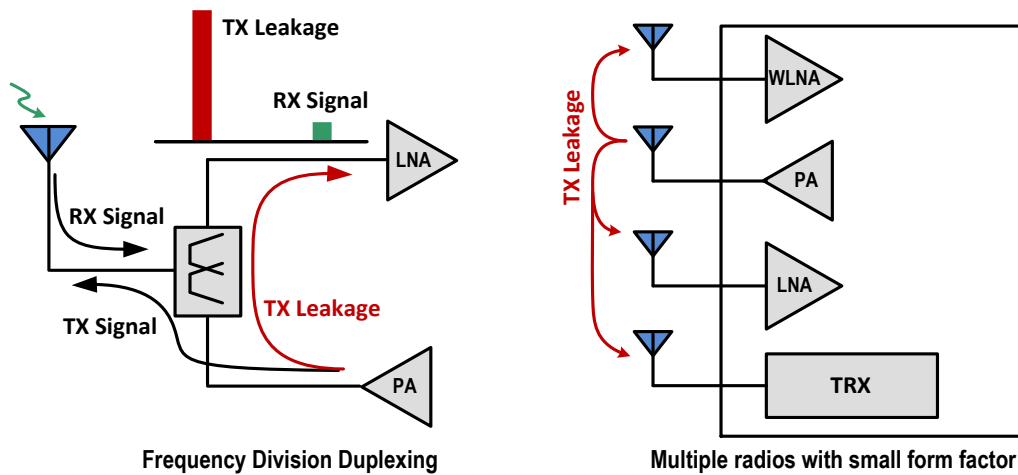 TX Leakage
RX Signal
LNA
RX Signal
TX Leakage
TX Signal
PA
Frequency Division Duplexing
WLNA
TX Leakage
PA
LNA
TRX
Multiple radios with small form factor